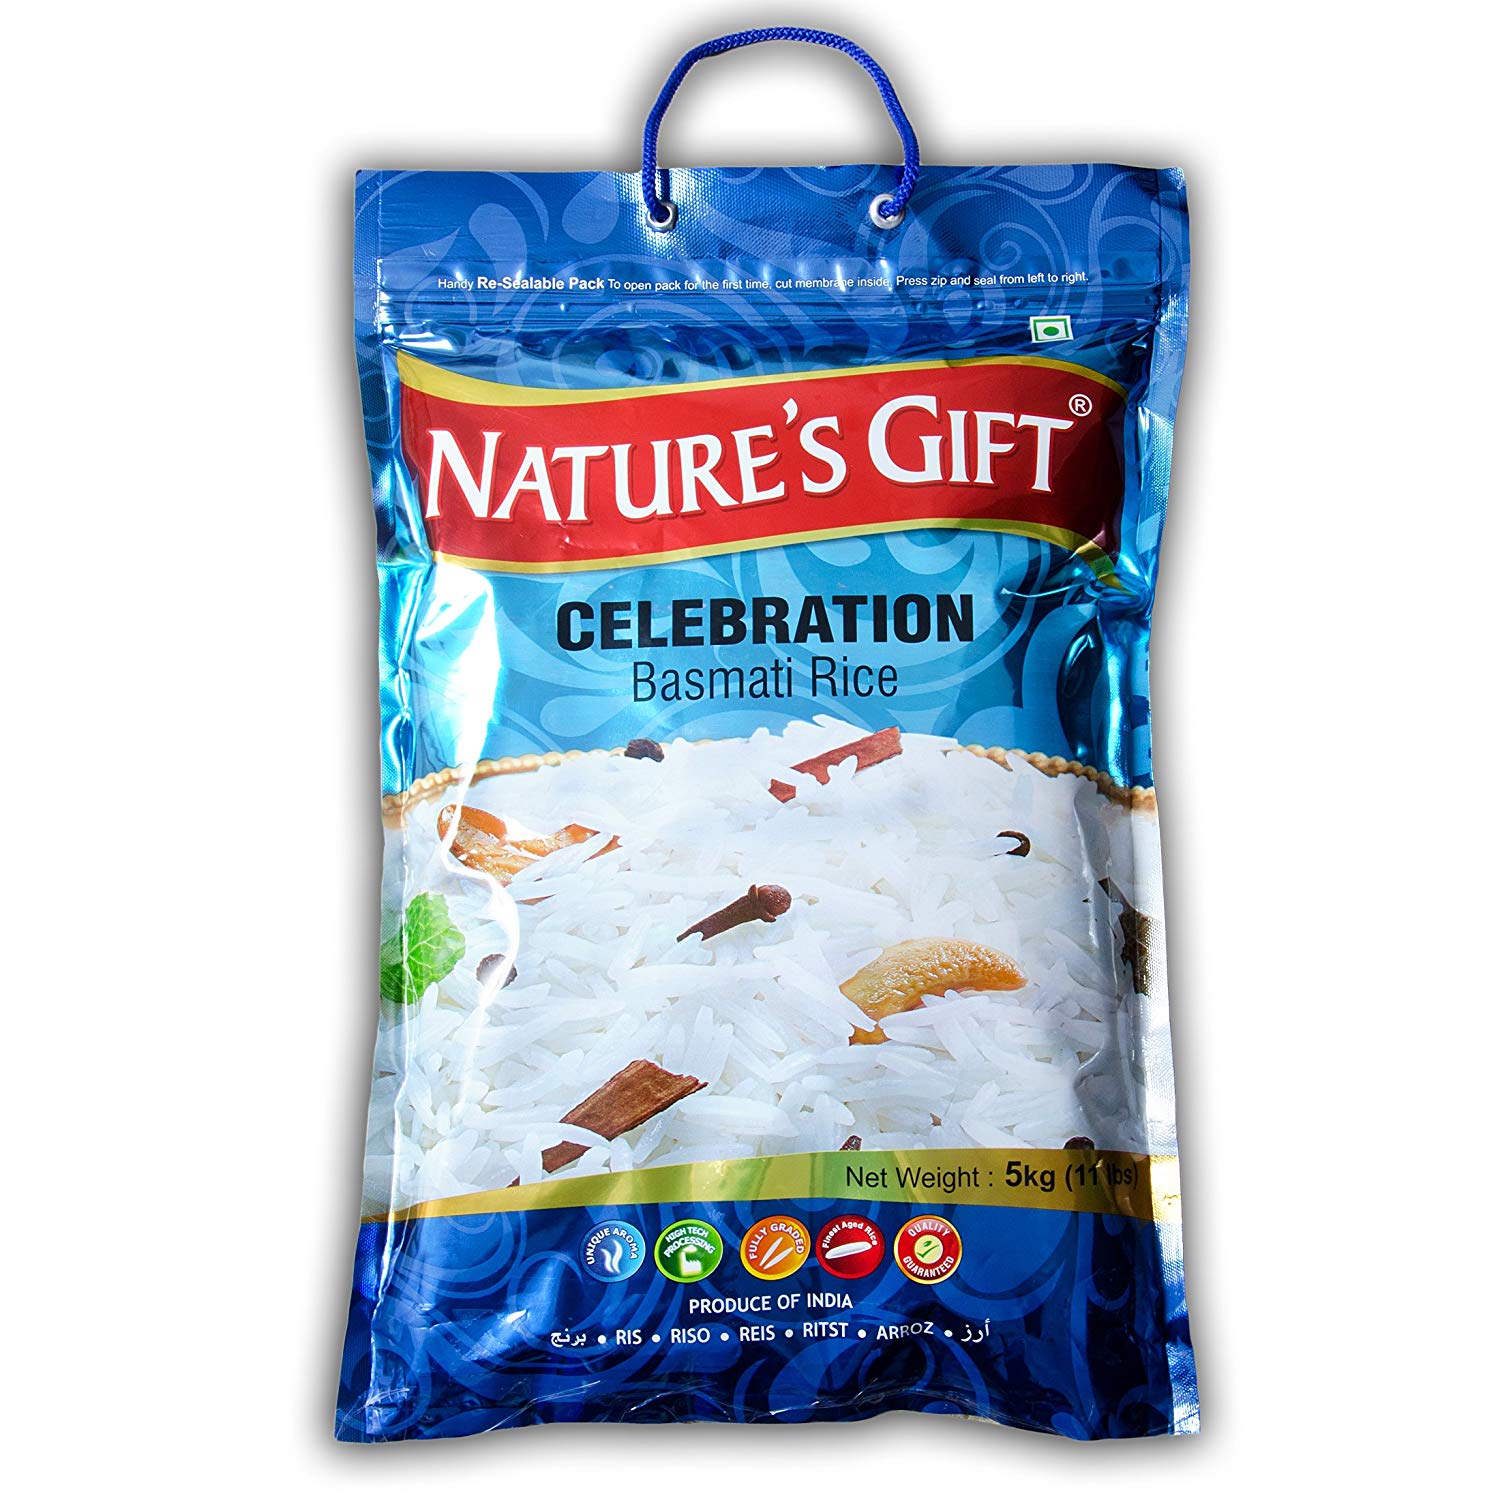 Handy Re-Sealable Pack To open pack for the first time, cut membrane inside, Press zip and seal from left to right.
NATURE'S GIFT®
CELEBRATION
Basmati Rice
Net Weight : 5kg (11 lbs)
UNIQUE AROMA
HIGH TECH PROCESSING
FULLY GRADED
Finest Aged Rice
QUALITY GUARANTEED
PRODUCE OF INDIA
برنج • RIS • RISO • REIS • RITST • ARROZ • أرز